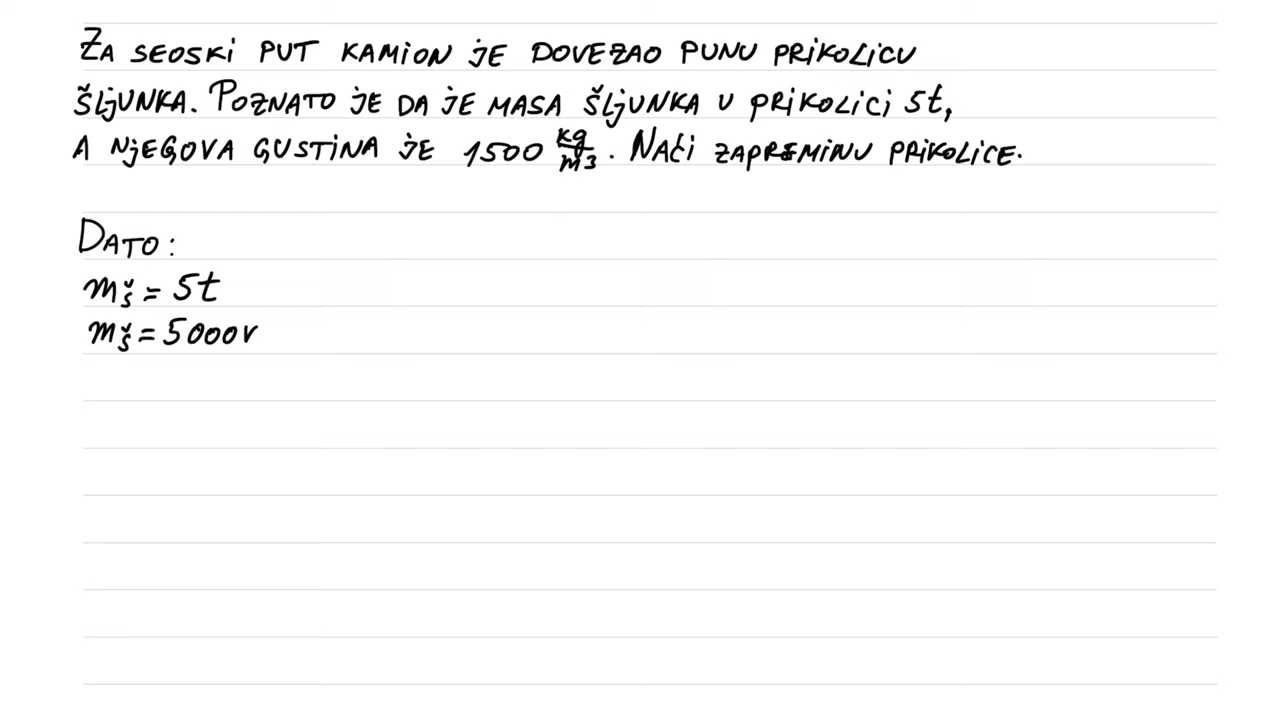 Za seoski put kamion je dovezao punu prikolicu
šljunka. Poznato je da je masa šljunka u prikolici 5t,
a njegova gustina je 1500 kg/m3. Naći zapreminu prikolice.
Dato:
mš = 5t
mš = 5000v